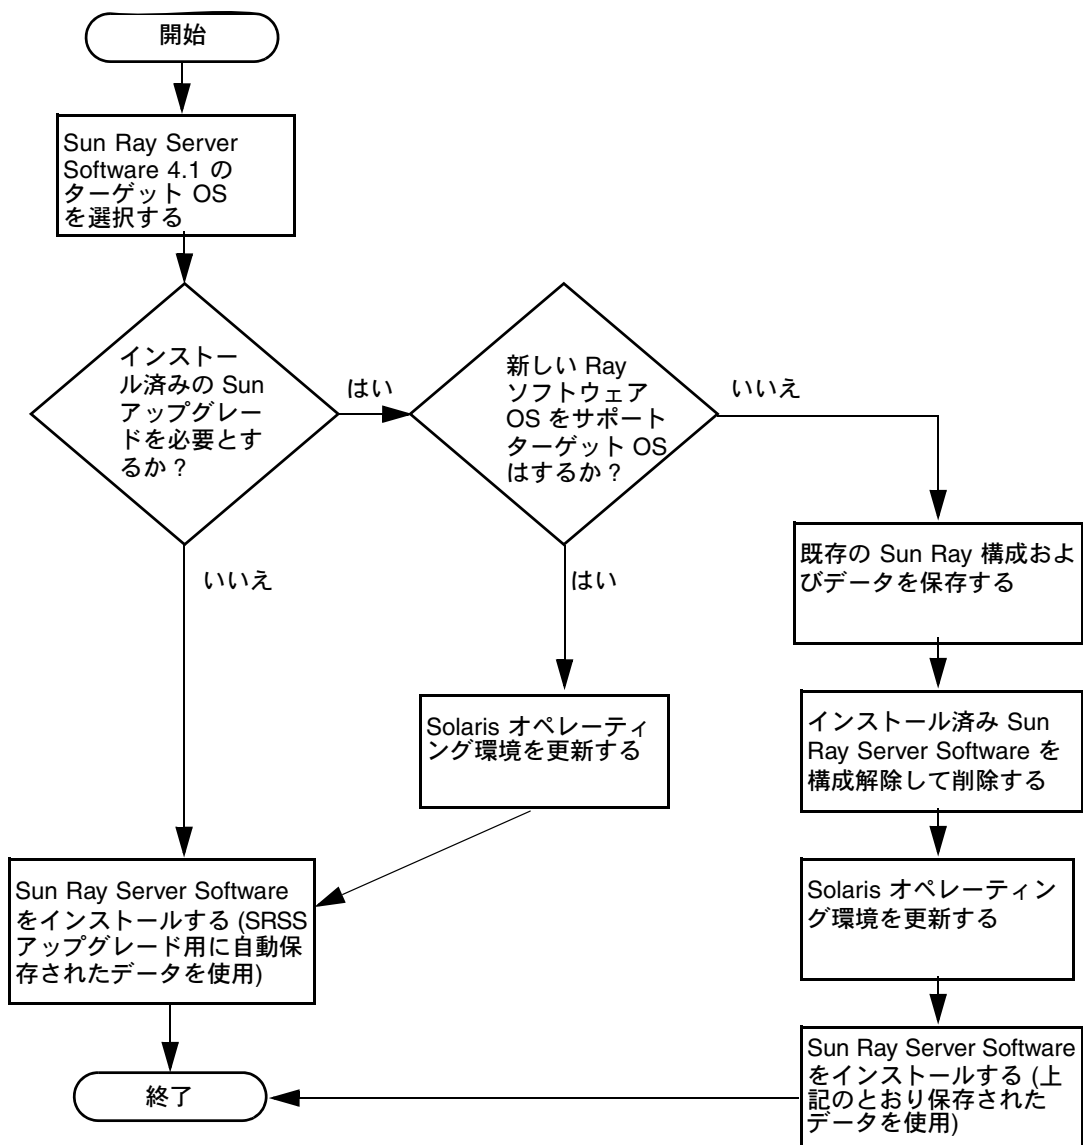 開始
Sun Ray Server
Software 4.1 の
ターゲット OS
を選択する
インストー
ル済みの Sun
アップグレー
ドを必要とす
るか ?
はい
新しい Ray
ソフトウェア
OS をサポート
ターゲット OS
はするか ?
いいえ
いいえ
はい
既存の Sun Ray 構成およ
びデータを保存する
Solaris オペレーティ
ング環境を更新する
インストール済み Sun
Ray Server Software を
構成解除して削除する
Sun Ray Server Software
をインストールする (SRSS
アップグレード用に自動保
存されたデータを使用)
Solaris オペレーティン
グ環境を更新する
Sun Ray Server Software
をインストールする (上
記のとおり保存された
データを使用)
終了